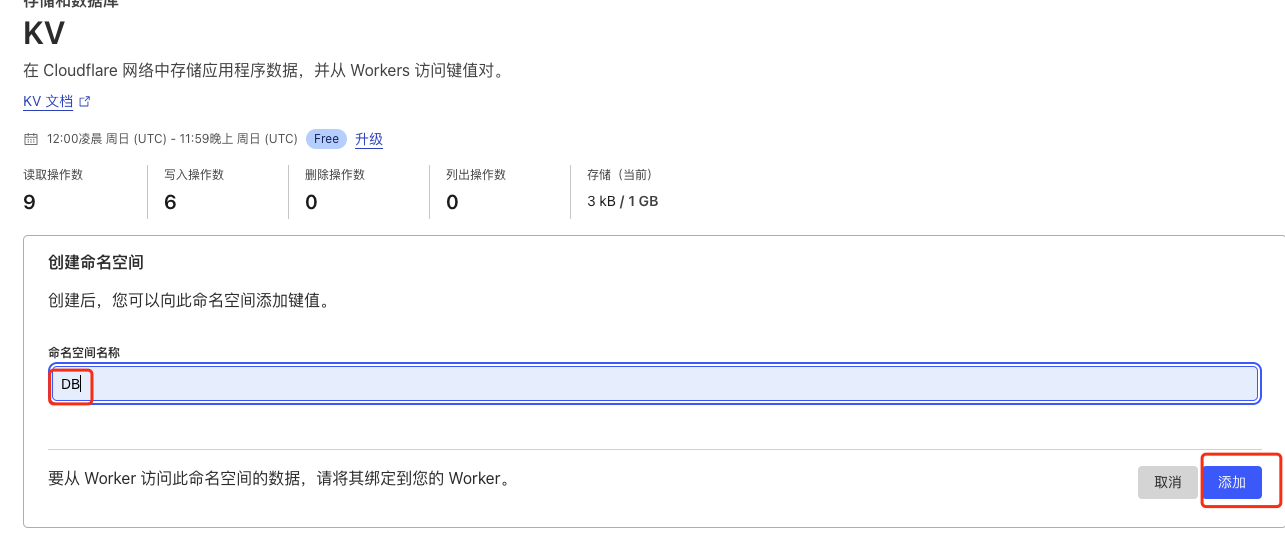 存储和数据库
KV
在 Cloudflare 网络中存储应用程序数据，并从 Workers 访问键值对。
KV 文档
12:00凌晨 周日 (UTC) - 11:59晚上 周日 (UTC) Free 升级
读取操作数 写入操作数 删除操作数 列出操作数 存储（当前）
9 6 0 0 3 kB / 1 GB
创建命名空间
创建后，您可以向此命名空间添加键值。
命名空间名称
DB
要从 Worker 访问此命名空间的数据，请将其绑定到您的 Worker。 取消 添加